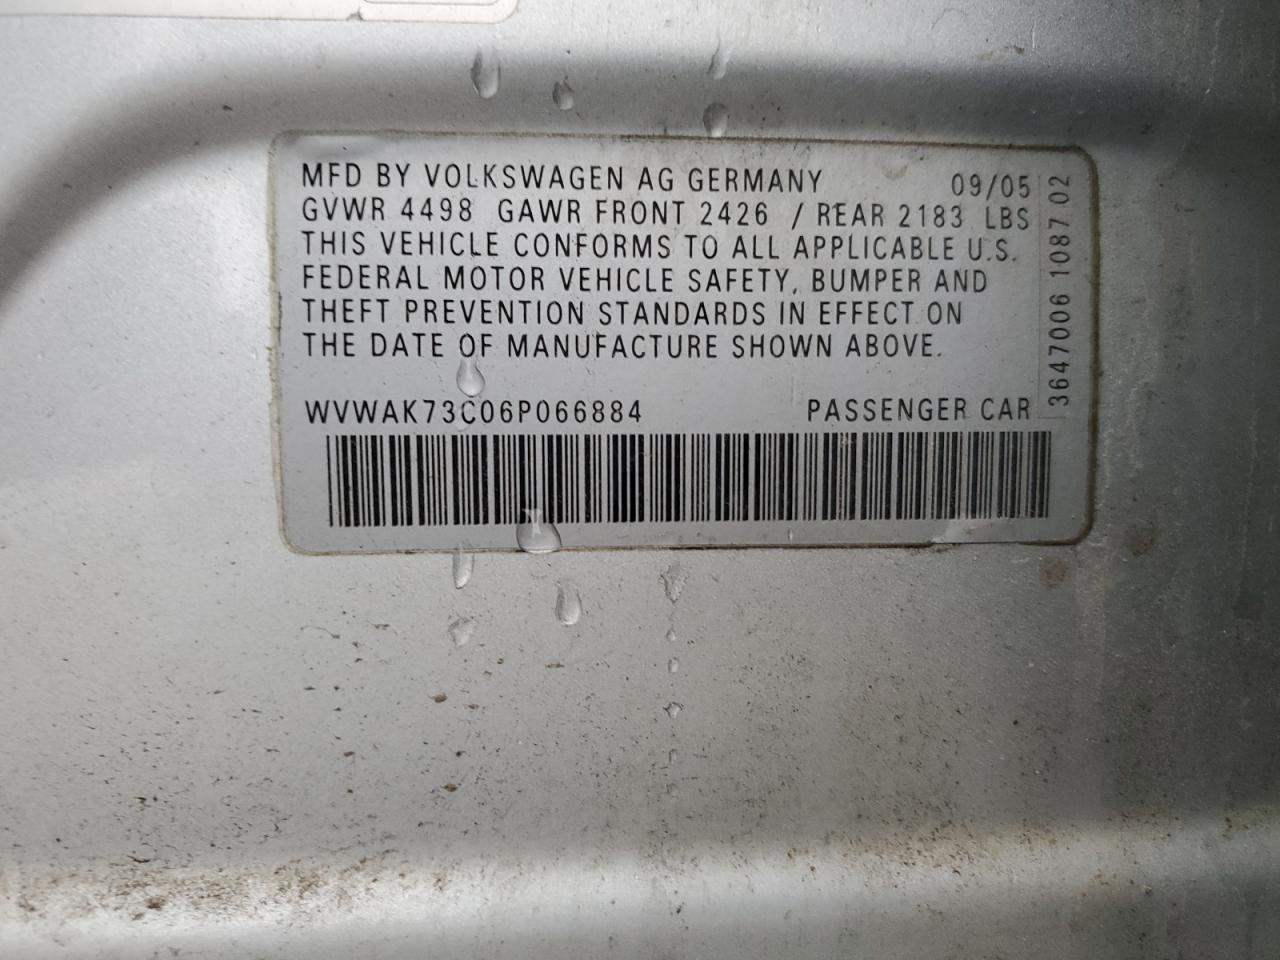 MFD BY VOLKSWAGEN AG GERMANY 09/05
GVWR 4498 GAWR FRONT 2426 / REAR 2183 LBS
THIS VEHICLE CONFORMS TO ALL APPLICABLE U.S.
FEDERAL MOTOR VEHICLE SAFETY, BUMPER AND
THEFT PREVENTION STANDARDS IN EFFECT ON
THE DATE OF MANUFACTURE SHOWN ABOVE.
WVWAK73C06P066884 PASSENGER CAR
3647006 1087 02